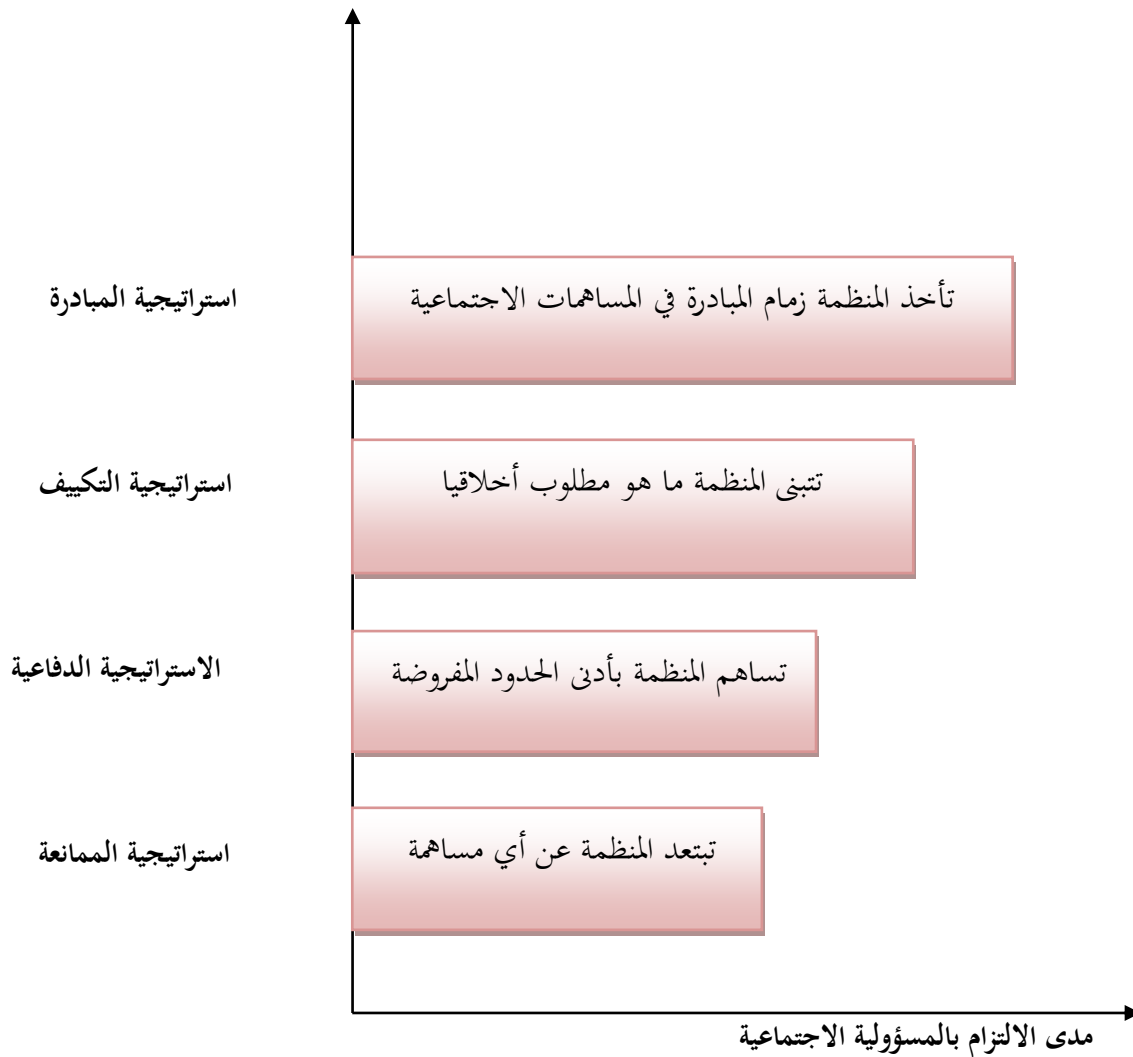 استراتيجية المبادرة
تأخذ المنظمة زمام المبادرة في المساهمات الاجتماعية
استراتيجية التكييف
تتبنى المنظمة ما هو مطلوب أخلاقيا
الاستراتيجية الدفاعية
تساهم المنظمة بأدنى الحدود المفروضة
استراتيجية الممانعة
تبتعد المنظمة عن أي مساهمة
مدى الالتزام بالمسؤولية الاجتماعية